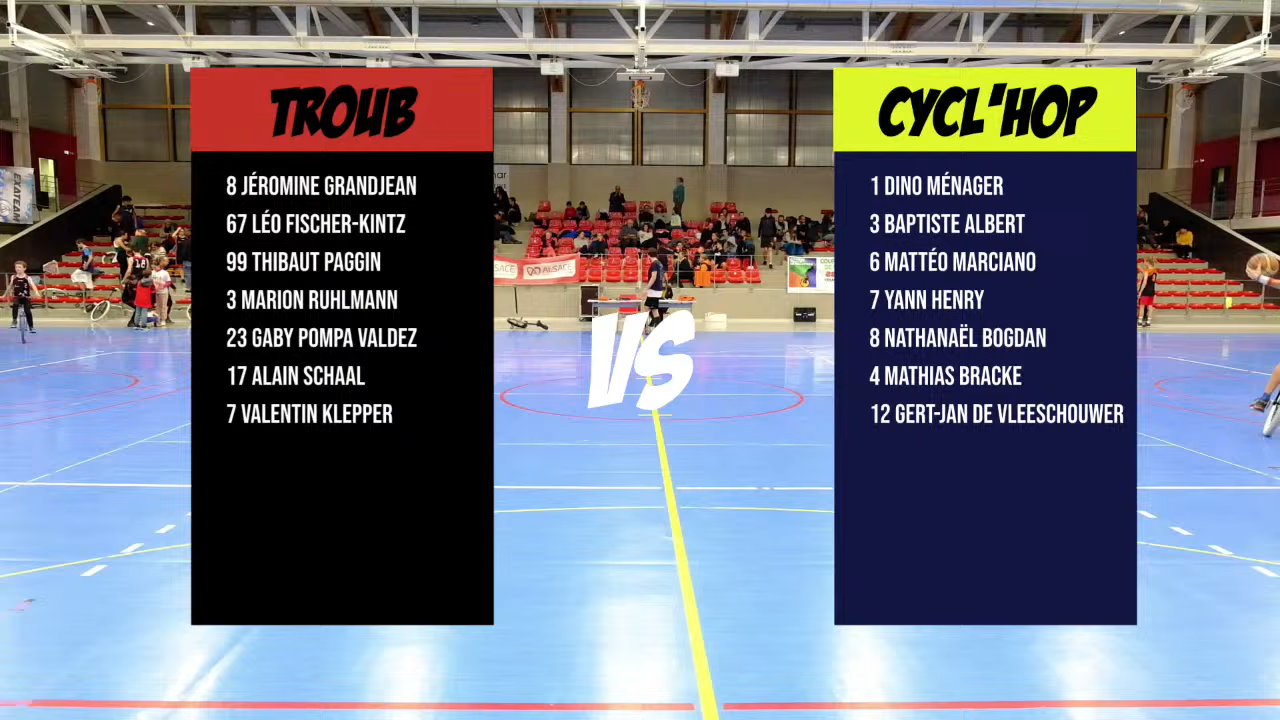 TROUB
8 JÉROMINE GRANDJEAN
67 LÉO FISCHER-KINTZ
99 THIBAUT PAGGIN
3 MARION RUHLMANN
23 GABY POMPA VALDEZ
17 ALAIN SCHAAL
7 VALENTIN KLEPPER
VS
CYCL'HOP
1 DINO MÉNAGER
3 BAPTISTE ALBERT
6 MATTÉO MARCIANO
7 YANN HENRY
8 NATHANAËL BOGDAN
4 MATHIAS BRACKE
12 GERT-JAN DE VLEESCHOUWER
ALSACE